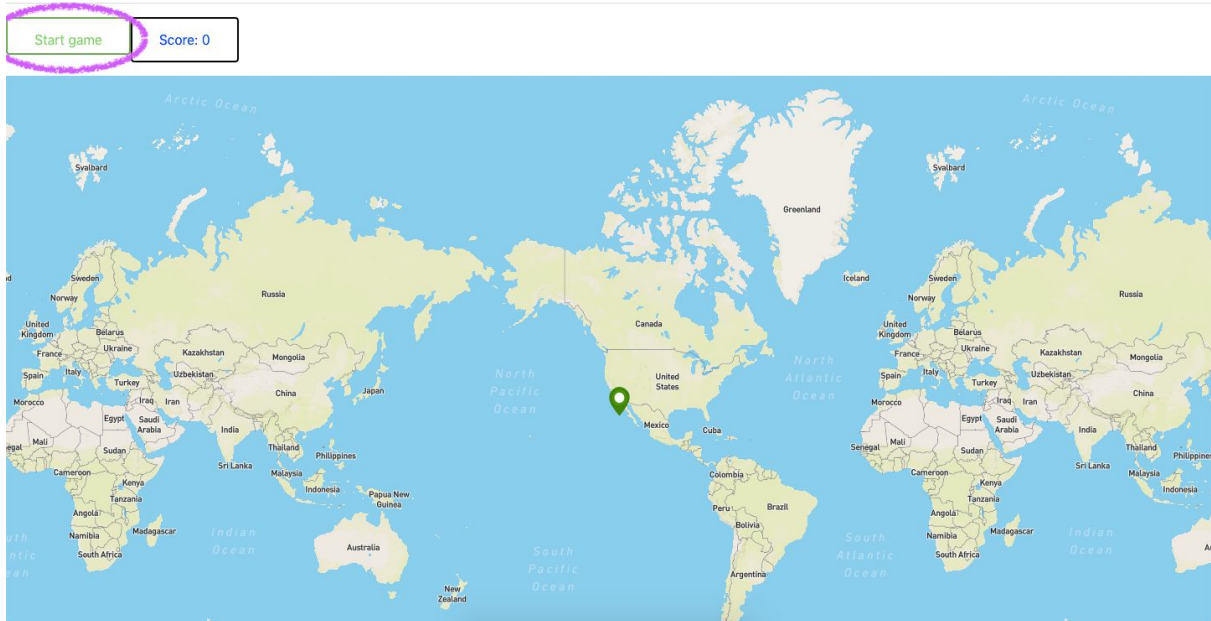 Start game
Score: 0
Arctic Ocean
Arctic Ocean
Svalbard
Svalbard
Greenland
Sweden
Iceland
Sweden
Norway
Russia
Norway
Russia
United
Kingdom
Belarus
Canada
United
Kingdom
Belarus
Ukraine
Ukraine
France
Kazakhstan
Mongolia
North
Atlantic
Ocean
France
Kazakhstan
Mongolia
Spain
Italy
Uzbekistan
North
Pacific
Ocean
United
States
Spain
Italy
Uzbekistan
Turkey
China
Japan
Turkey
China
Morocco
Iraq
Iran
Morocco
Iraq
Iran
Egypt
Saudi
Arabia
India
Mexico
Cuba
Egypt
Saudi
Arabia
India
Mali
Sudan
Thailand
Philippines
Senegal
Mali
Sudan
Thailand
Philippines
Sri Lanka
Malaysia
Sri Lanka
Malaysia
Cameroon
Kenya
Colombia
Cameroon
Kenya
Indonesia
Papua New
Guinea
Indonesia
Tanzania
Tanzania
Angola
Peru
Brazil
Angola
Namibia
Madagascar
Indian
Ocean
Bolivia
South
Atlantic
Ocean
Namibia
Madagascar
Indian
Ocean
South Africa
Australia
South
Pacific
Ocean
South Africa
Argentina
New
Zealand